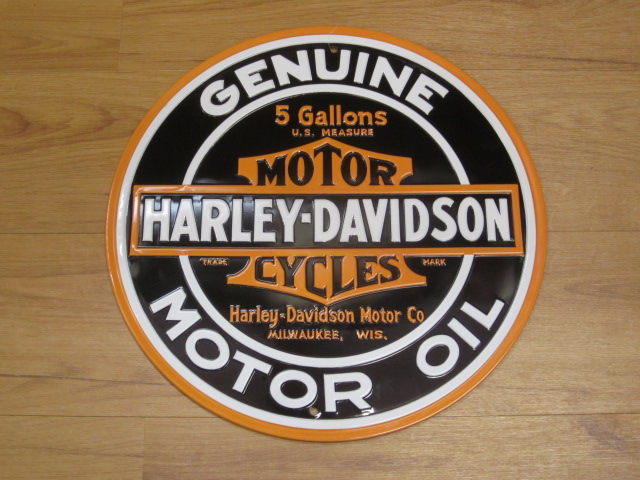 GENUINE
5 Gallons
U.S. MEASURE
MOTOR
HARLEY-DAVIDSON
TRADE MARK
CYCLES
Harley-Davidson Motor Co
MILWAUKEE, WIS.
MOTOR OIL